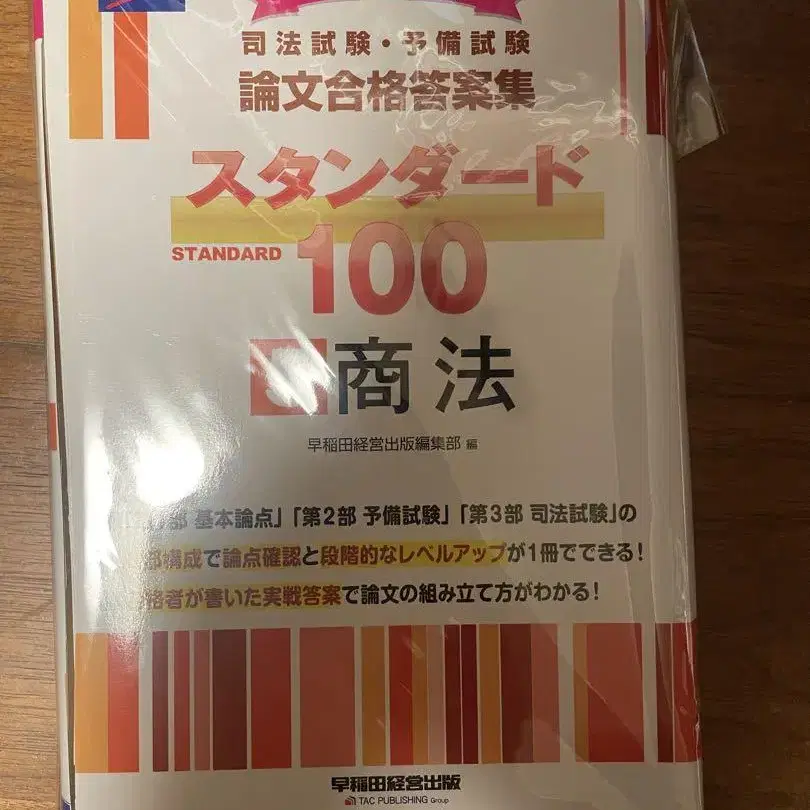 司法試験・予備試験
論文合格答案集
スタンダード
STANDARD 100
商法
早稲田経営出版編集部 編
部 基本論点」「第2部 予備試験」「第3部 司法試験」の
部構成で論点確認と段階的なレベルアップが1冊でできる!
格者が書いた実戦答案で論文の組み立て方がわかる!
早稲田経営出版
TAC PUBLISHING Group